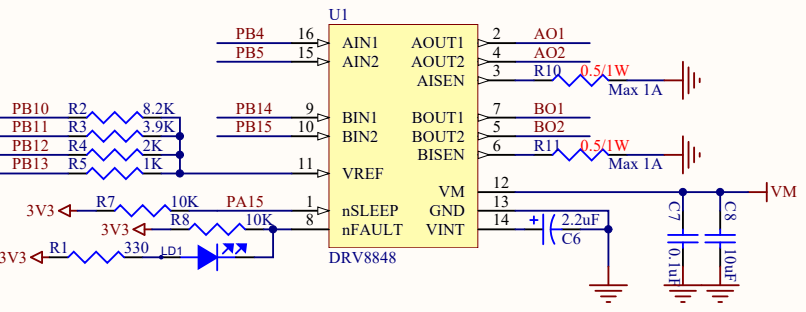 U1
PB4 16 AIN1 AOUT1 2 AO1
PB5 15 AIN2 AOUT2 4 AO2
AISEN 3 R10 0.5/1W
Max 1A
PB10 R2 8.2K PB14 9 BIN1 BOUT1 7 BO1
PB11 R3 3.9K PB15 10 BIN2 BOUT2 5 BO2
PB12 R4 2K BISEN 6 R11 0.5/1W
PB13 R5 1K 11 VREF Max 1A
VM 12 VM
3V3 R7 10K PA15 1 nSLEEP GND 13
3V3 R8 10K 8 nFAULT VINT 14 + 2.2uF
C6
3V3 R1 330 LD1
DRV8848
C7 0.1uF
C8 10uF